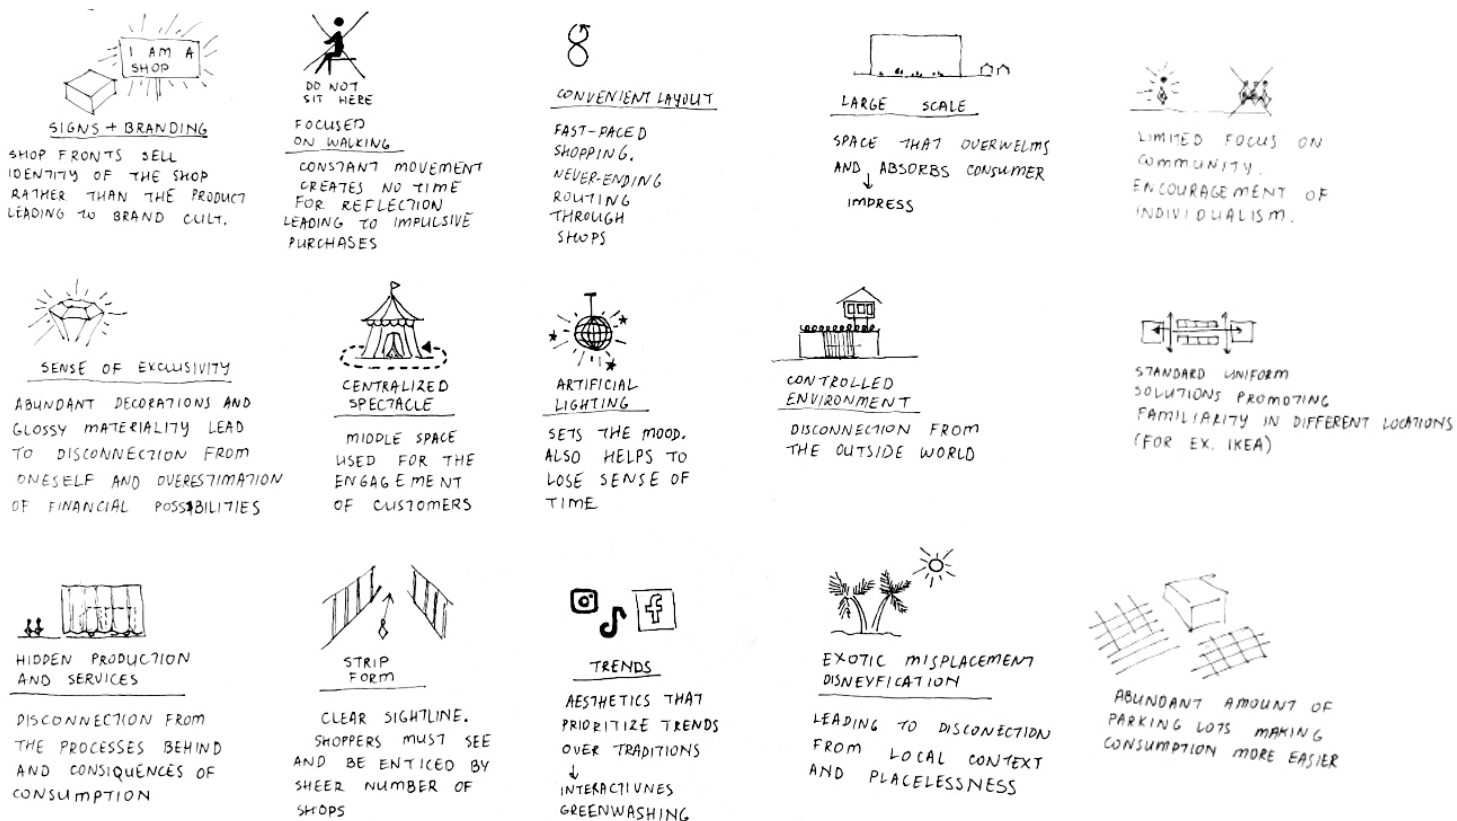 I AM A
SHOP
SIGNS + BRANDING
SHOP FRONTS SELL
IDENTITY OF THE SHOP
RATHER THAN THE PRODUCT
LEADING TO BRAND CULT.
DO NOT
SIT HERE
FOCUSED
ON WALKING
CONSTANT MOVEMENT
CREATES NO TIME
FOR REFLECTION
LEADING TO IMPULSIVE
PURCHASES
CONVENIENT LAYOUT
FAST-PACED
SHOPPING.
NEVER-ENDING
ROUTING
THROUGH
SHOPS
LARGE SCALE
SPACE THAT OVERWELMS
AND ABSORBS CONSUMER
↓
IMPRESS
LIMITED FOCUS ON
COMMUNITY.
ENCOURAGEMENT OF
INDIVIDUALISM.
SENSE OF EXCLUSIVITY
ABUNDANT DECORATIONS AND
GLOSSY MATERIALITY LEAD
TO DISCONNECTION FROM
ONESELF AND OVERESTIMATION
OF FINANCIAL POSSIBILITIES
CENTRALIZED
SPECTACLE
MIDDLE SPACE
USED FOR THE
ENGAGEMENT
OF CUSTOMERS
ARTIFICIAL
LIGHTING
SETS THE MOOD.
ALSO HELPS TO
LOSE SENSE OF
TIME
CONTROLLED
ENVIRONMENT
DISCONNECTION FROM
THE OUTSIDE WORLD
STANDARD UNIFORM
SOLUTIONS PROMOTING
FAMILIARITY IN DIFFERENT LOCATIONS
(FOR EX. IKEA)
HIDDEN PRODUCTION
AND SERVICES
DISCONNECTION FROM
THE PROCESSES BEHIND
AND CONSIQUENCES OF
CONSUMPTION
STRIP
FORM
CLEAR SIGHTLINE.
SHOPPERS MUST SEE
AND BE ENTICED BY
SHEER NUMBER OF
SHOPS
TRENDS
AESTHETICS THAT
PRIORITIZE TRENDS
OVER TRADITIONS
↓
INTERACTIVNES
GREENWASHING
EXOTIC MISPLACEMENT
DISNEYFICATION
LEADING TO DISCONECTION
FROM LOCAL CONTEXT
AND PLACELESSNESS
ABUNDANT AMOUNT OF
PARKING LOTS MAKING
CONSUMPTION MORE EASIER